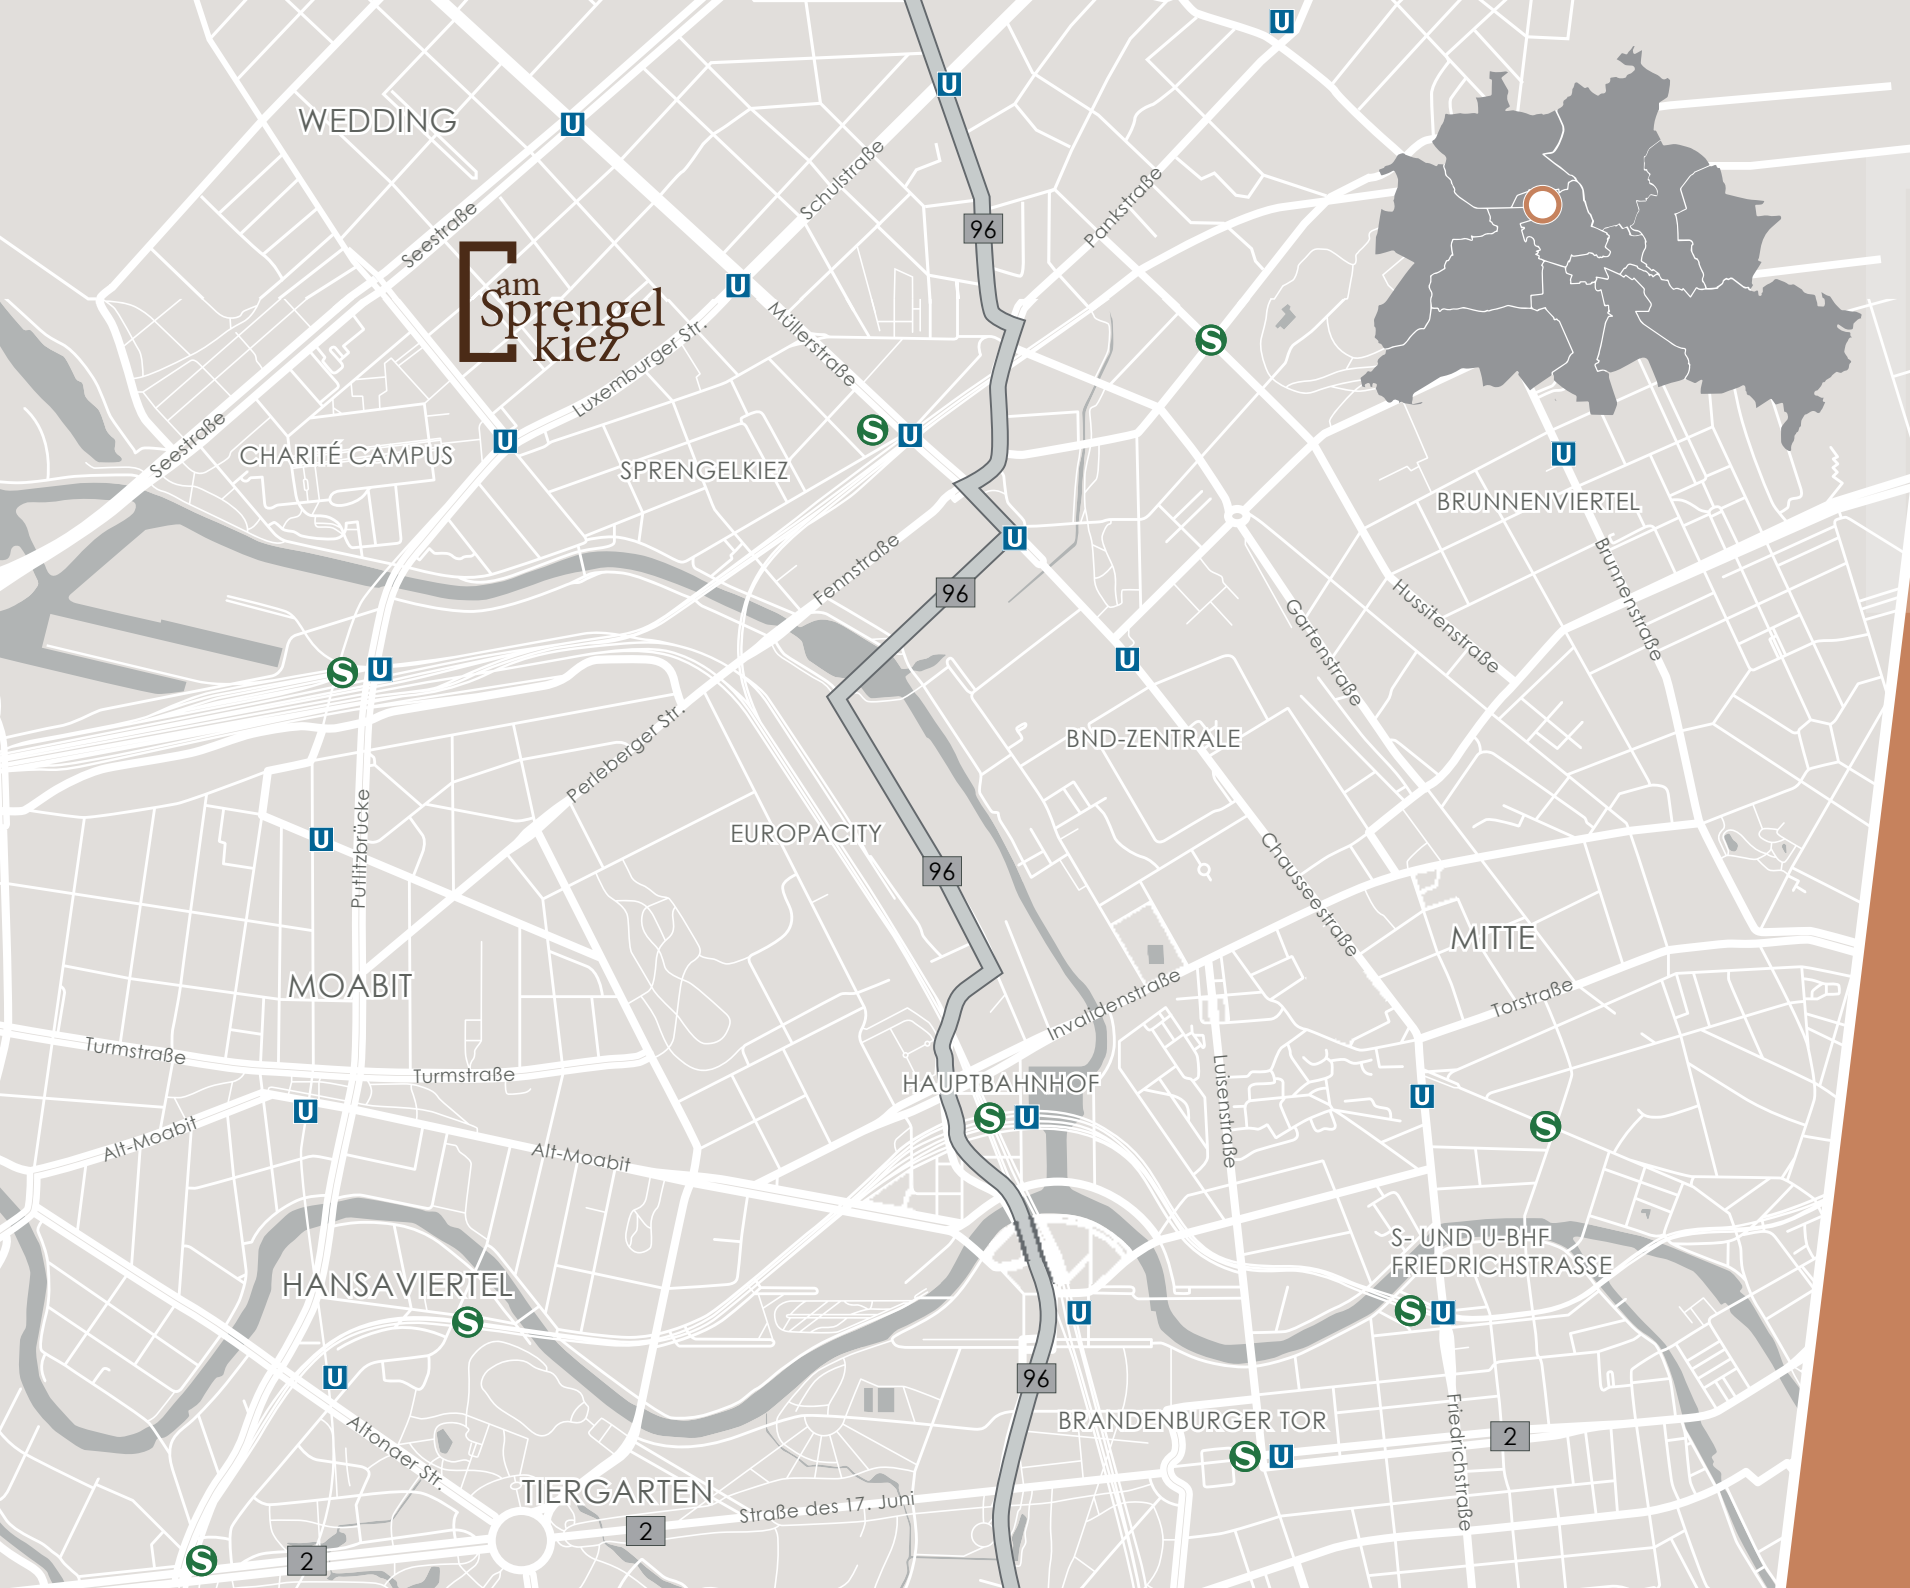 U
U
WEDDING
U
Schulstraße
Pankstraße
Seestraße
96
am
Sprengel
kiez
U
Müllerstraße
Luxemburger Str.
S
Seestraße
CHARITÉ CAMPUS
U
S
U
SPRENGELKIEZ
U
BRUNNENVIERTEL
U
Fennstraße
96
Brunnenstraße
Hussitenstraße
Gartenstraße
S
U
U
BND-ZENTRALE
Perleberger Str.
Putlitzbrücke
U
EUROPACITY
96
Chausseestraße
MITTE
MOABIT
Invalidenstraße
Torstraße
Turmstraße
Turmstraße
HAUPTBAHNHOF
S
U
Luisenstraße
U
U
S
Alt-Moabit
Alt-Moabit
S- UND U-BHF
FRIEDRICHSTRASSE
HANSAVIERTEL
S
U
S
U
U
96
BRANDENBURGER TOR
S
U
Friedrichstraße
2
Altonaer Str.
TIERGARTEN
Straße des 17. Juni
2
S
2